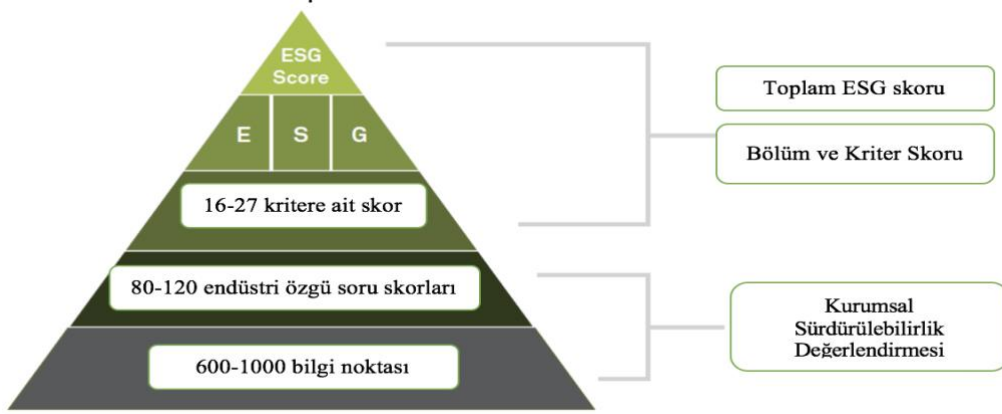 ESG
Score
E S G
16-27 kritere ait skor
80-120 endüstri özgü soru skorları
600-1000 bilgi noktası
Toplam ESG skoru
Bölüm ve Kriter Skoru
Kurumsal
Sürdürülebilirlik
Değerlendirmesi